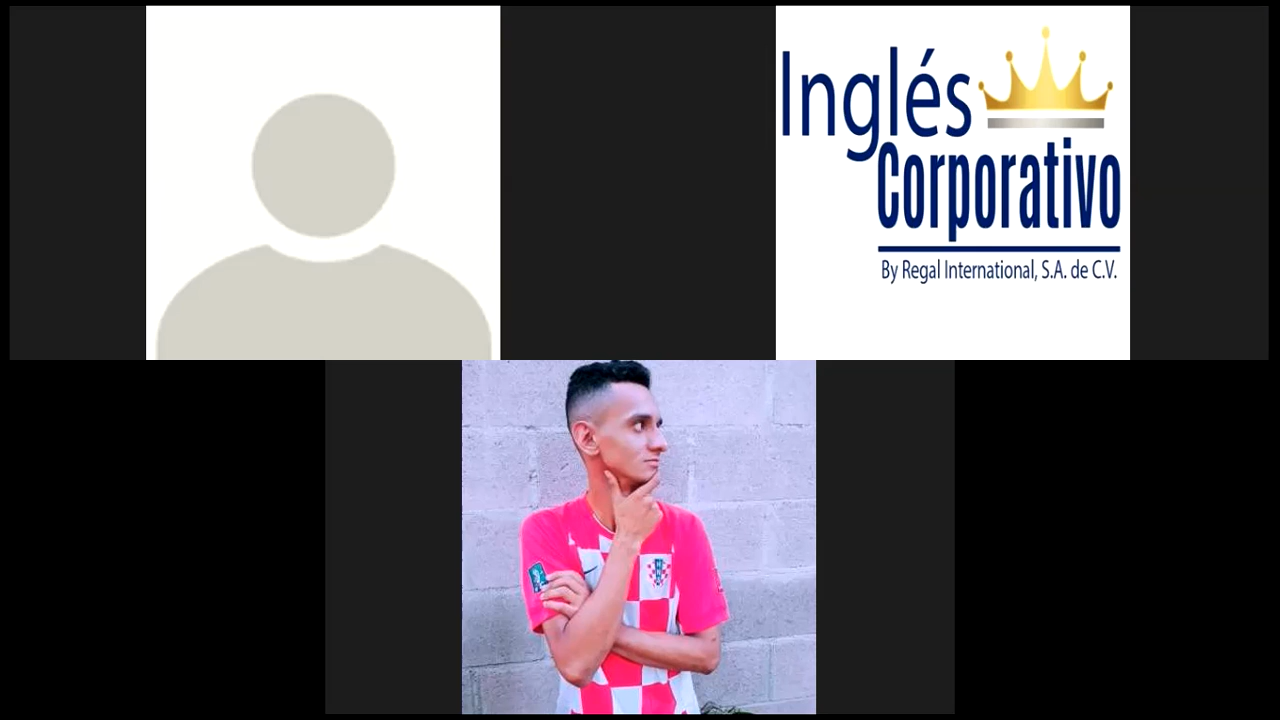 Inglés
Corporativo
By Regal International, S.A. de C.V.